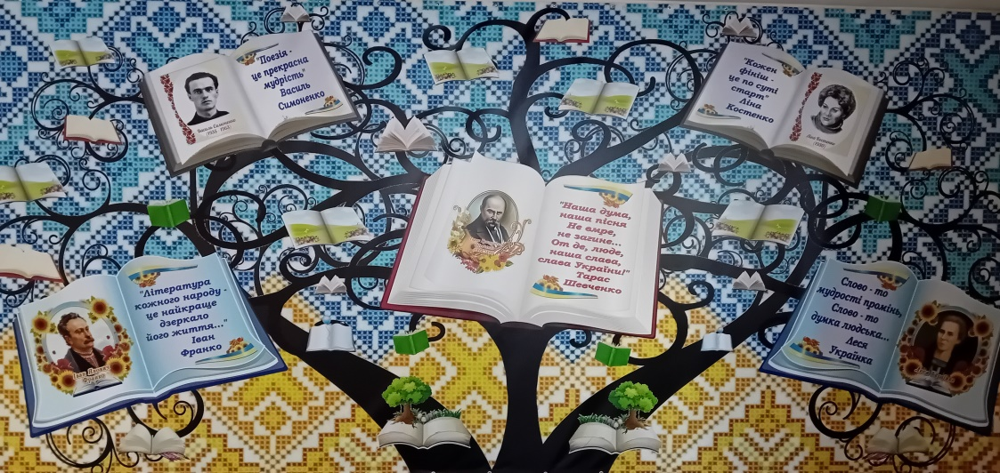 "Поезія -
це прекрасна
мудрість"
Василь
Симоненко
Василь Симоненко
(1935 - 1963)
"Кожен
фініш -
це по суті
старт"
Ліна
Костенко
Ліна Костенко
(1930)
"Наша дума,
наша пісня
Не вмре,
не загине...
От де, люде,
наша слава,
слава України!"
Тарас
Шевченко
"Література
кожного народу -
це найкраще
дзеркало
його життя..."
Іван
Франко
Франко
Слово - то
мудрості промінь,
Слово - то
думка людська...
Леся
Українка